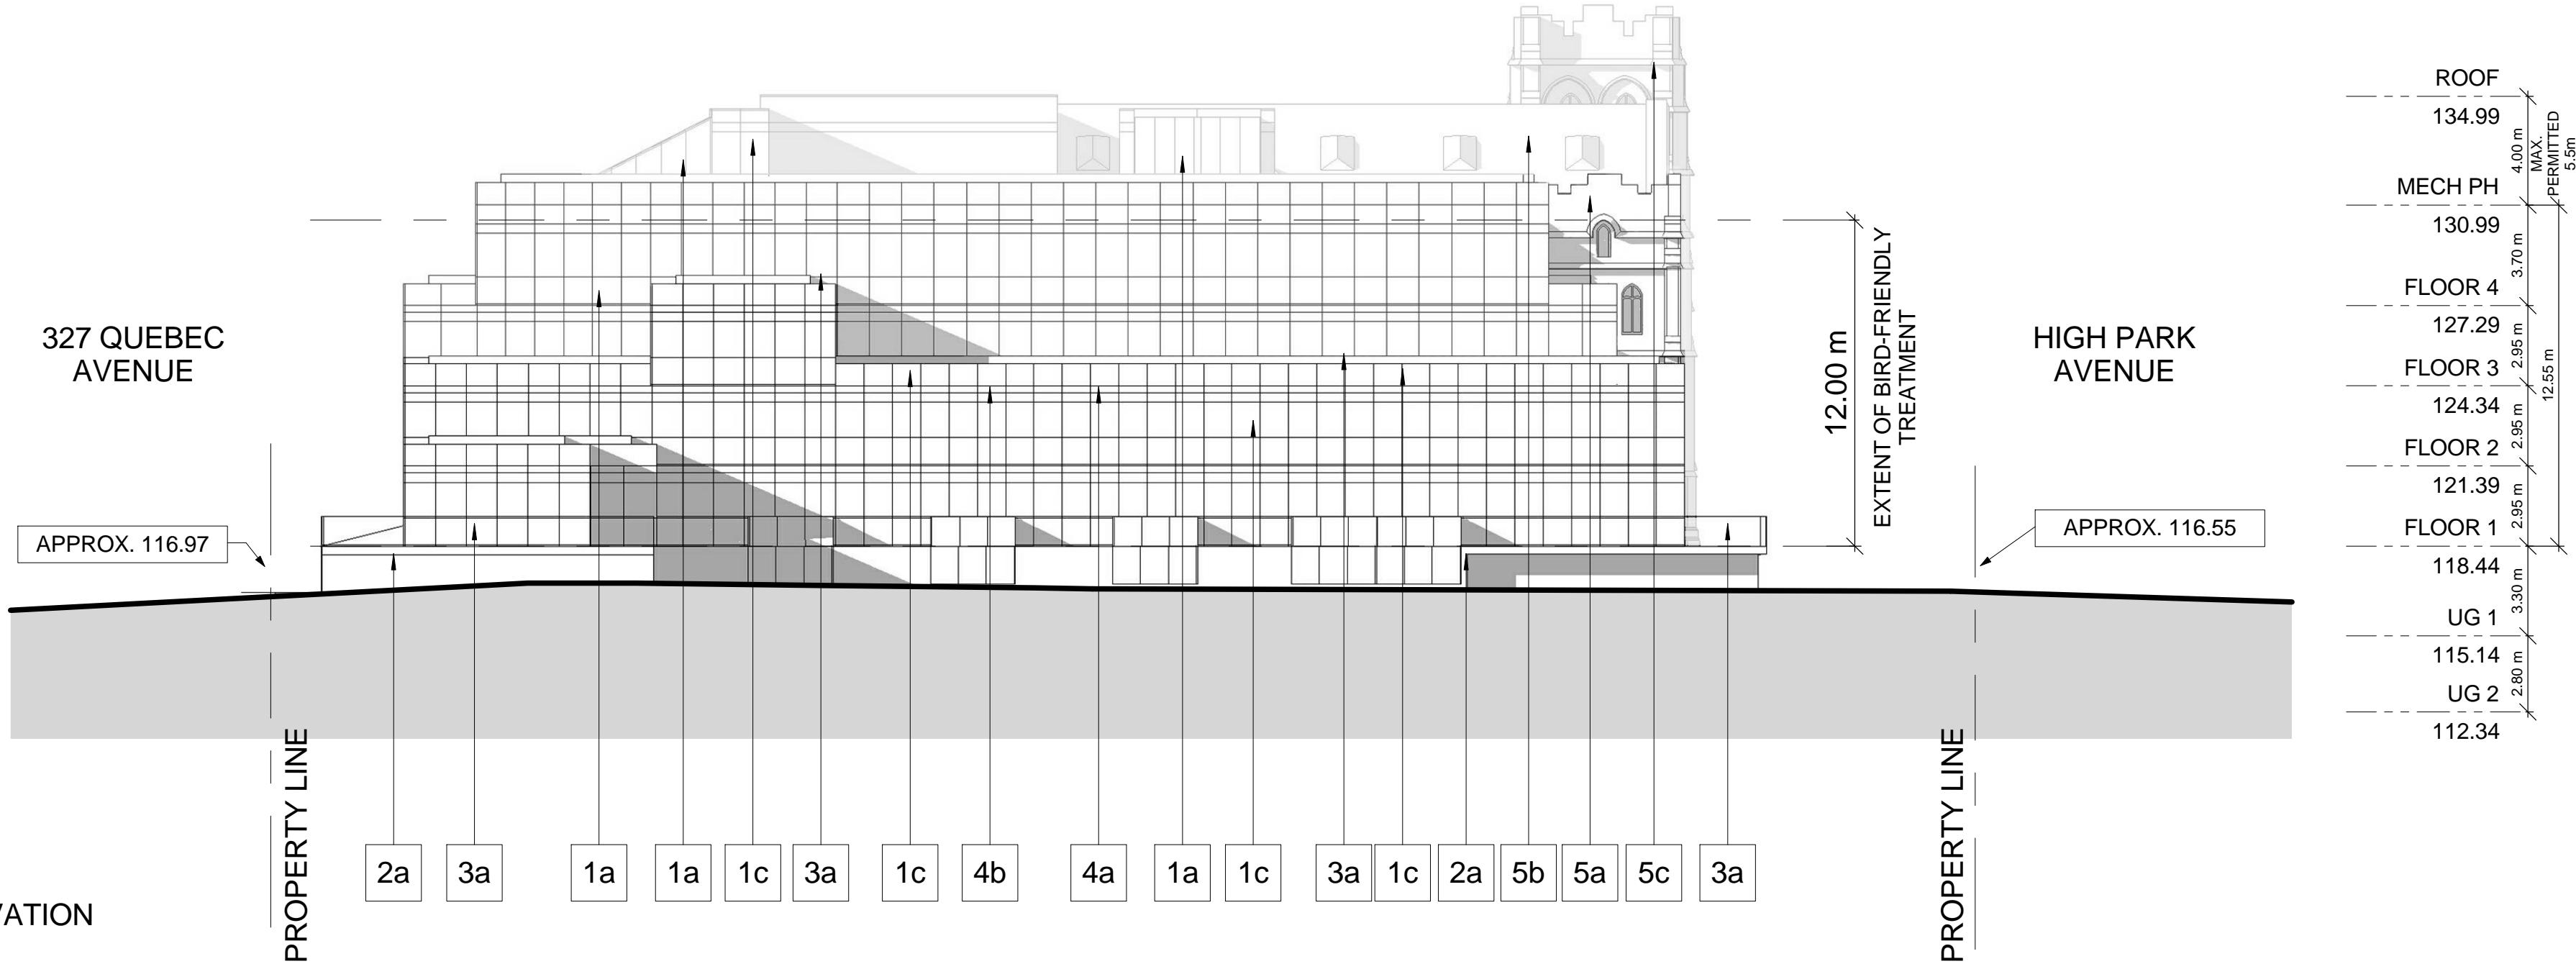 ROOF
134.99
4.00 m
MAX.
PERMITTED
5.5m
MECH PH
130.99
3.70 m
FLOOR 4
127.29
2.95 m
FLOOR 3
124.34
12.55 m
2.95 m
FLOOR 2
121.39
2.95 m
FLOOR 1
118.44
3.30 m
UG 1
115.14
2.80 m
UG 2
112.34
327 QUEBEC
AVENUE
HIGH PARK
AVENUE
12.00 m
EXTENT OF BIRD-FRIENDLY
TREATMENT
APPROX. 116.97
APPROX. 116.55
PROPERTY LINE
PROPERTY LINE
2a
3a
1a
1a
1c
3a
1c
4b
4a
1a
1c
3a
1c
2a
5b
5a
5c
3a
VATION